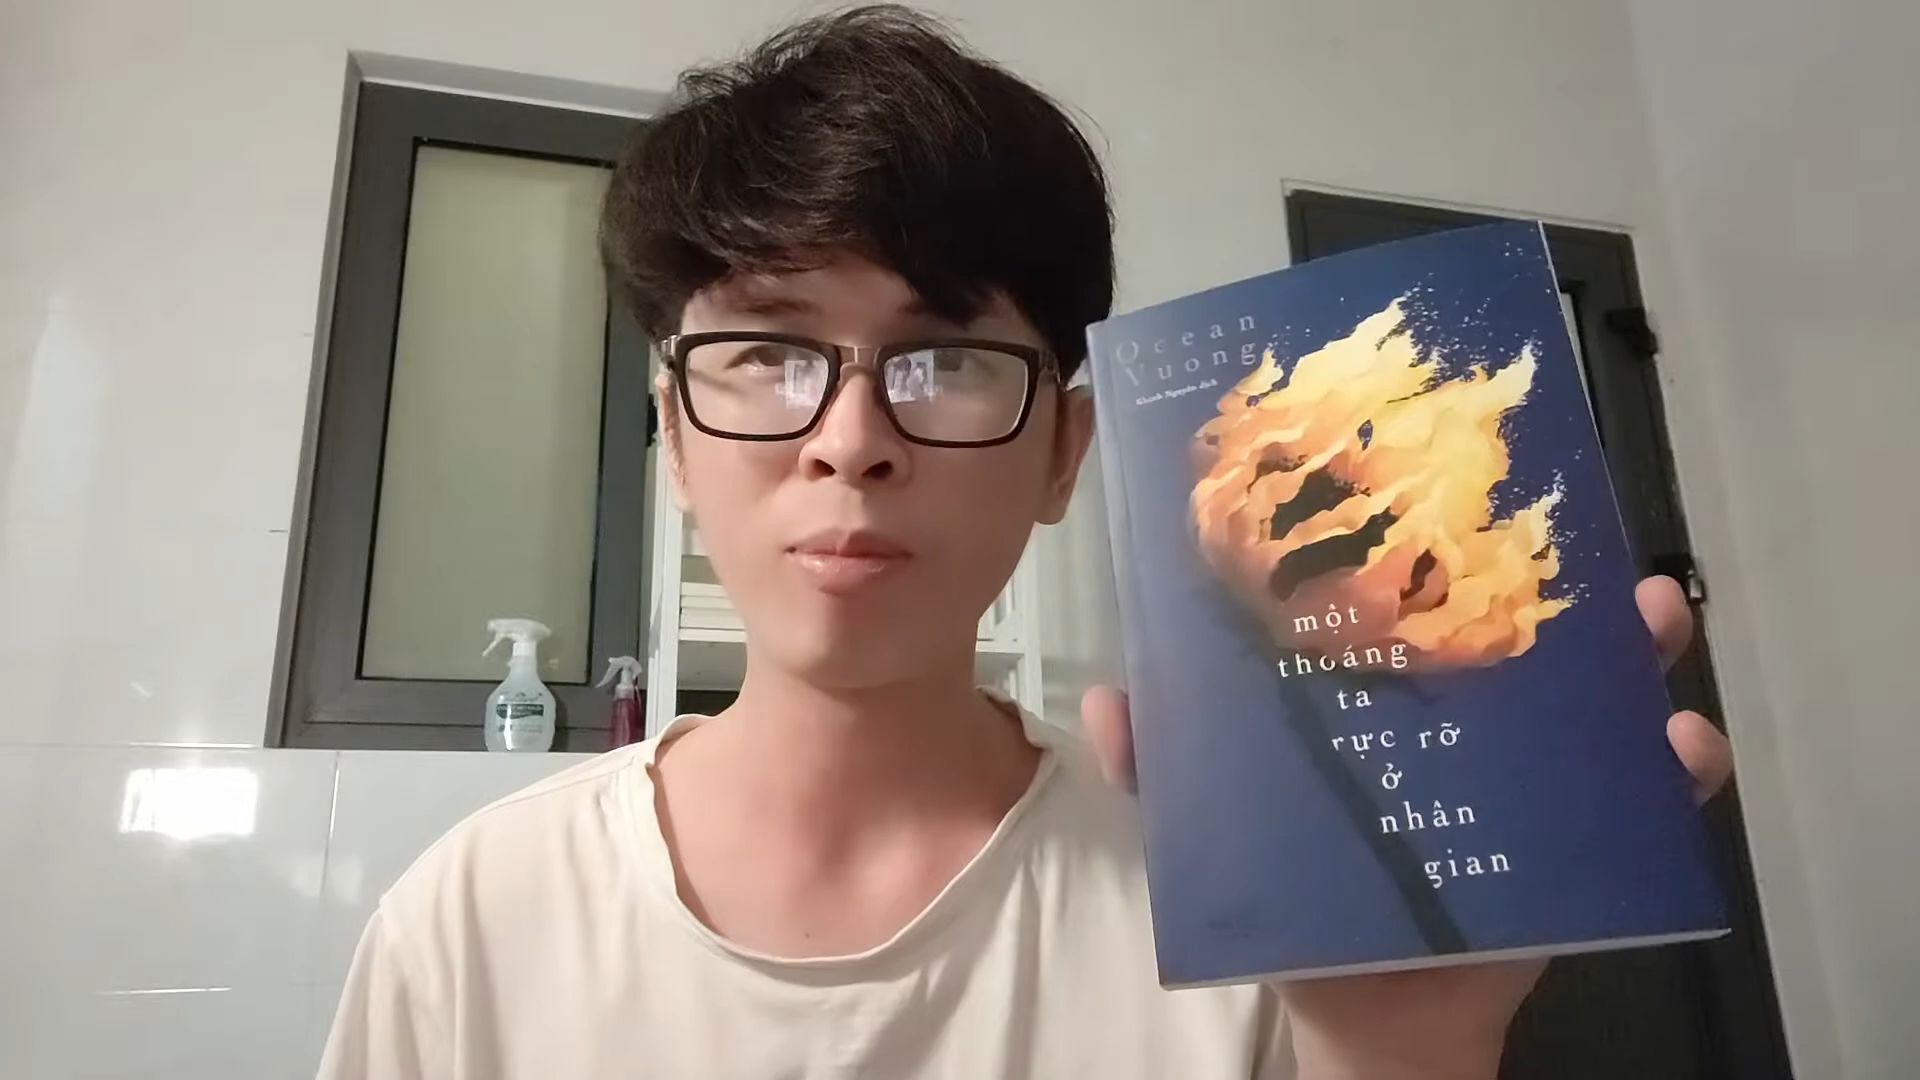 Ocean
Vuong
Khánh Nguyên dịch
một
thoáng
ta
rực rỡ
ở
nhân
gian